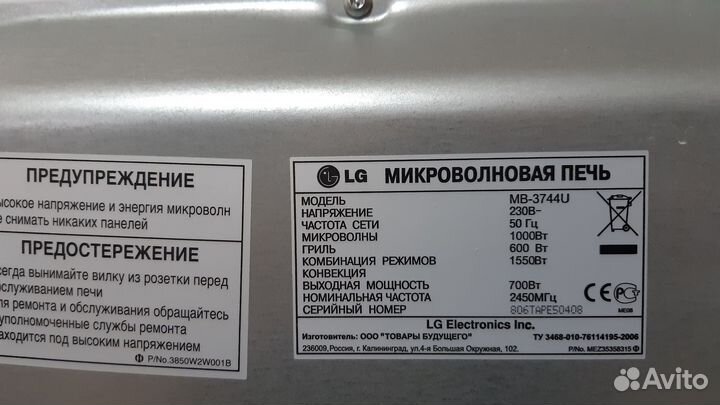 ПРЕДУПРЕЖДЕНИЕ
ысокое напряжение и энергия микроволн
е снимать никаких панелей
ПРЕДОСТЕРЕЖЕНИЕ
сегда вынимайте вилку из розетки перед
бслуживанием печи
ля ремонта и обслуживания обращайтесь
уполномоченные службы ремонта
аходится под высоким напряжением
P/No.3850W2W001B
LG МИКРОВОЛНОВАЯ ПЕЧЬ
МОДЕЛЬ MB-3744U
НАПРЯЖЕНИЕ 230В~
ЧАСТОТА СЕТИ 50 Гц
МИКРОВОЛНЫ 1000Вт
ГРИЛЬ 600 Вт
КОМБИНАЦИЯ РЕЖИМОВ 1550Вт
КОНВЕКЦИЯ
ВЫХОДНАЯ МОЩНОСТЬ 700Вт
НОМИНАЛЬНАЯ ЧАСТОТА 2450МГц
СЕРИЙНЫЙ НОМЕР 806TAPE50408
ME08
LG Electronics Inc.
Изготовитель: ООО "ТОВАРЫ БУДУЩЕГО" ТУ 3468-010-76114195-2006
236009,Россия, г. Калининград, ул,4-я Большая Окружная, 102. P/No. MEZ35358315
Avito